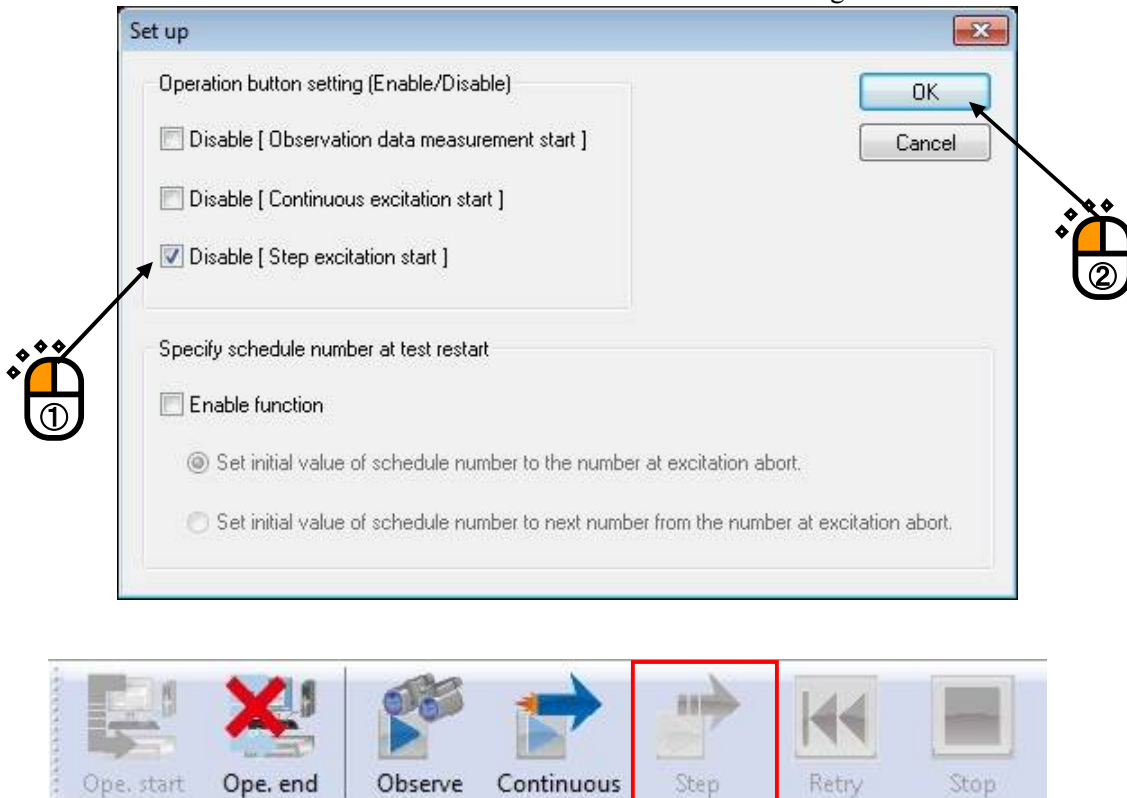 Set up
Operation button setting (Enable/Disable)
OK
Disable [ Observation data measurement start ]
Cancel
Disable [ Continuous excitation start ]
Disable [ Step excitation start ]
②
①
Specify schedule number at test restart
Enable function
Set initial value of schedule number to the number at excitation abort.
Set initial value of schedule number to next number from the number at excitation abort.
Ope. start Ope. end Observe Continuous Step Retry Stop